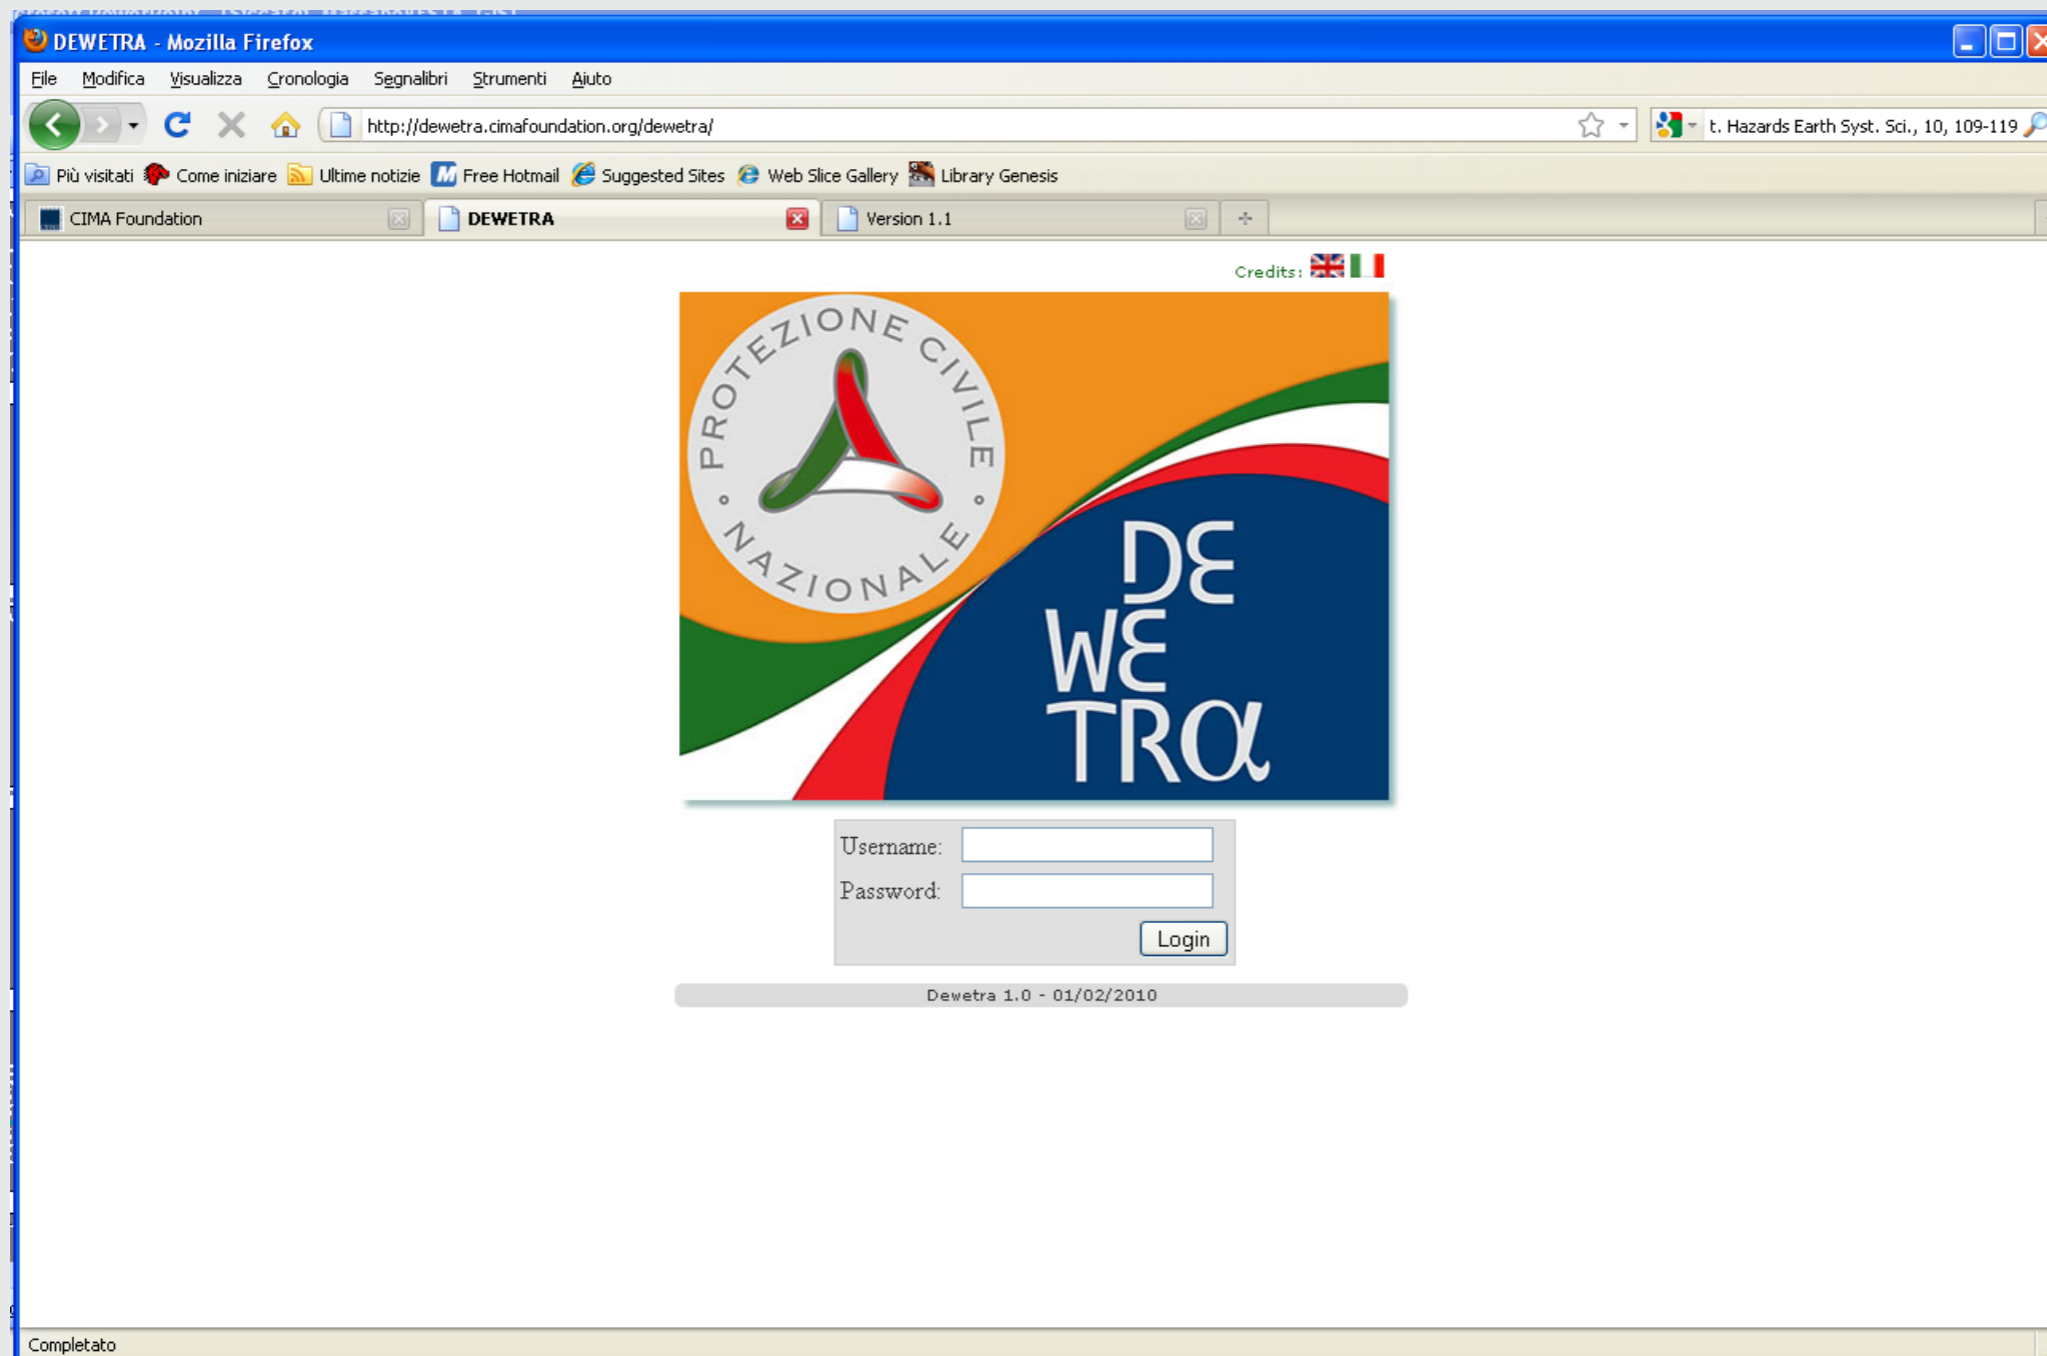 DEWETRA - Mozilla Firefox
File Modifica Visualizza Cronologia Segnalibri Strumenti Aiuto
http://dewetra.cimafoundation.org/dewetra/ t. Hazards Earth Syst. Sci., 10, 109-119
Più visitati Come iniziare Ultime notizie Free Hotmail Suggested Sites Web Slice Gallery Library Genesis
CIMA Foundation DEWETRA Version 1.1
Credits:
PROTEZIONE CIVILE
NAZIONALE
DE
WE
TRα
Username:
Password:
Login
Dewetra 1.0 - 01/02/2010
Completato